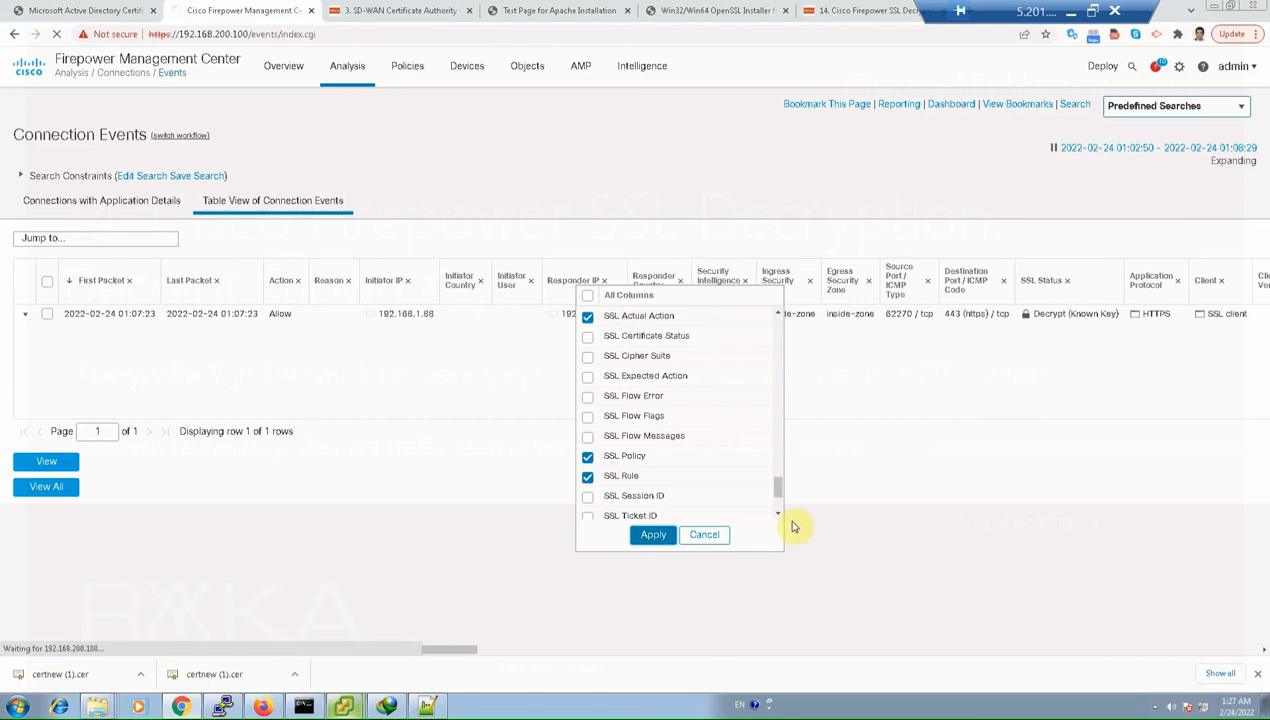 Microsoft Active Directory Certifi
Cisco Firepower Management Ce
3. SD-WAN Certificate Authority
Test Page for Apache Installation
Win32/Win64 OpenSSL Installer f
14. Cisco Firepower SSL Decr
5.201....
Not secure | https://192.168.200.100/events/index.cgi
Update
CISCO
Firepower Management Center
Analysis / Connections / Events
Overview
Analysis
Policies
Devices
Objects
AMP
Intelligence
Deploy
admin
Bookmark This Page | Reporting | Dashboard | View Bookmarks | Search
Predefined Searches
Connection Events (switch workflow)
2022-02-24 01:02:50 - 2022-02-24 01:08:29
Expanding
Search Constraints (Edit Search Save Search)
Connections with Application Details
Table View of Connection Events
Cisco Firepower SSL Decryption:
Jump to...
First Packet
Last Packet
Action
Reason
Initiator IP
Initiator Country
Initiator User
Responder IP
Responder
Security Intelligence
Ingress Security
Egress Security Zone
Source Port / ICMP Type
Destination Port / ICMP Code
SSL Status
Application Protocol
Client
2022-02-24 01:07:23
2022-02-24 01:07:23
Allow
192.168.1.88
inside-zone
62270 / tcp
443 (https) / tcp
Decrypt (Known Key)
HTTPS
SSL client
All Columns
SSL Actual Action
SSL Certificate Status
SSL Cipher Suite
SSL Expected Action
SSL Flow Error
SSL Flow Flags
SSL Flow Messages
SSL Policy
SSL Rule
SSL Session ID
SSL Ticket ID
Apply
Cancel
Page 1 of 1
Displaying row 1 of 1 rows
View
View All
RAYKA
Waiting for 192.168.200.100...
certnew (1).cer
certnew (1).cer
Show all
EN
1:27 AM
2/24/2022